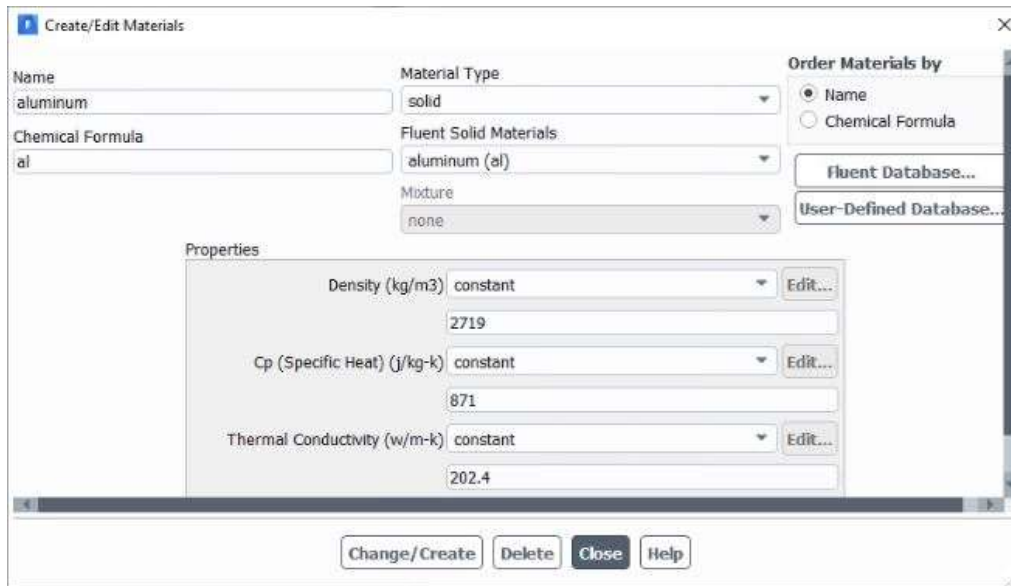 Create/Edit Materials
Name
aluminum
Chemical Formula
al
Material Type
solid
Fluent Solid Materials
aluminum (al)
Mixture
none
Order Materials by
Name
Chemical Formula
Fluent Database...
User-Defined Database...
Properties
Density (kg/m3) constant Edit...
2719
Cp (Specific Heat) (j/kg-k) constant Edit...
871
Thermal Conductivity (w/m-k) constant Edit...
202.4
Change/Create Delete Close Help